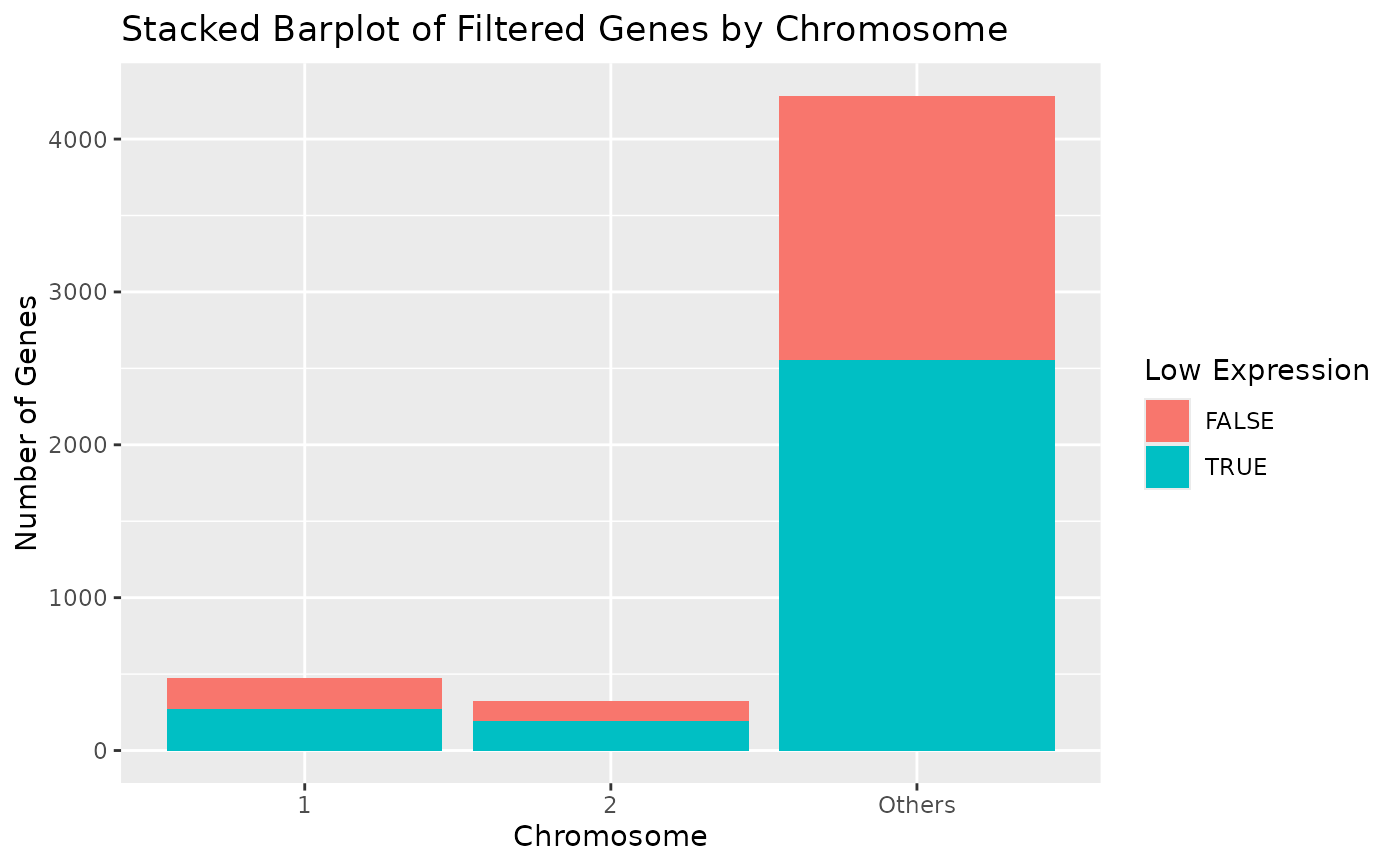 Stacked Barplot of Filtered Genes by Chromosome
4000
3000
2000
1000
0
Number of Genes
1
2
Others
Chromosome
Low Expression
FALSE
TRUE